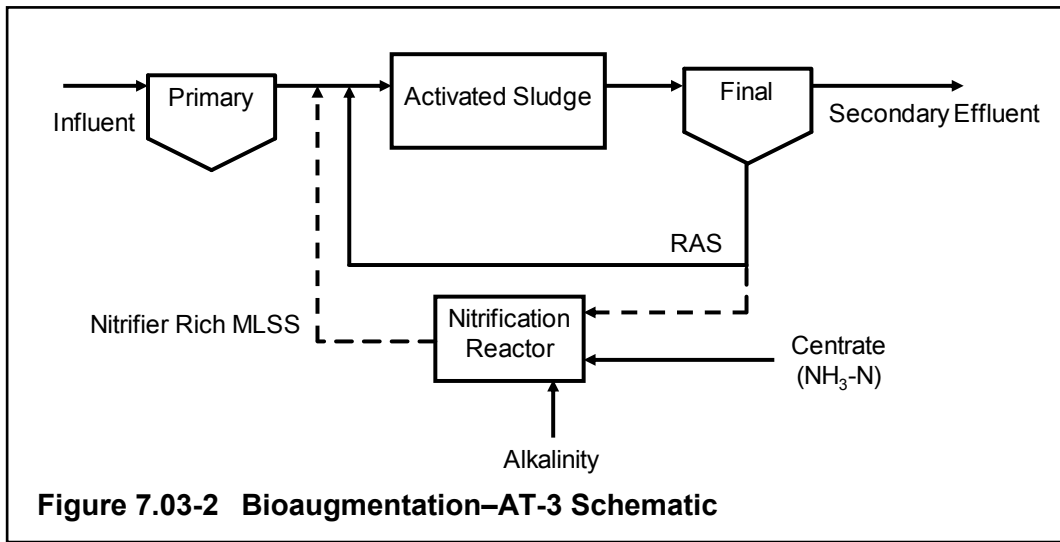 Primary
Influent
Activated Sludge
Final
Secondary Effluent
RAS
Nitrifier Rich MLSS
Nitrification
Reactor
Centrate
(NH₃-N)
Alkalinity
Figure 7.03-2 Bioaugmentation–AT-3 Schematic